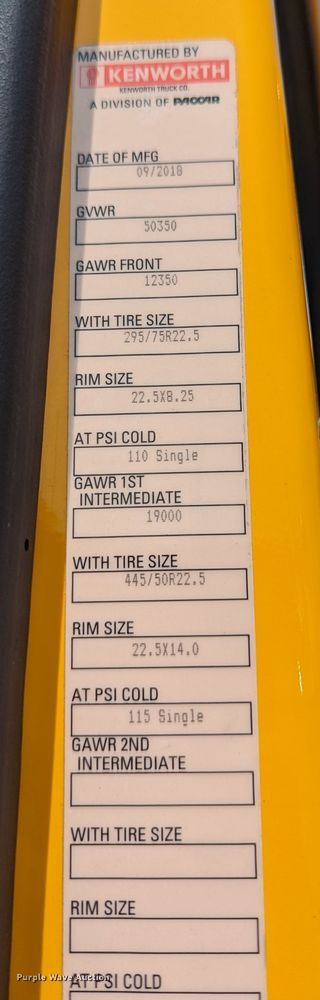 MANUFACTURED BY
KENWORTH
KENWORTH TRUCK CO.
A DIVISION OF PACCAR
DATE OF MFG
09/2018
GVWR
50350
GAWR FRONT
12350
WITH TIRE SIZE
295/75R22.5
RIM SIZE
22.5X8.25
AT PSI COLD
110 Single
GAWR 1ST
INTERMEDIATE
19000
WITH TIRE SIZE
445/50R22.5
RIM SIZE
22.5X14.0
AT PSI COLD
115 Single
GAWR 2ND
INTERMEDIATE
WITH TIRE SIZE
RIM SIZE
Purple Wave Auction
AT PSI COLD